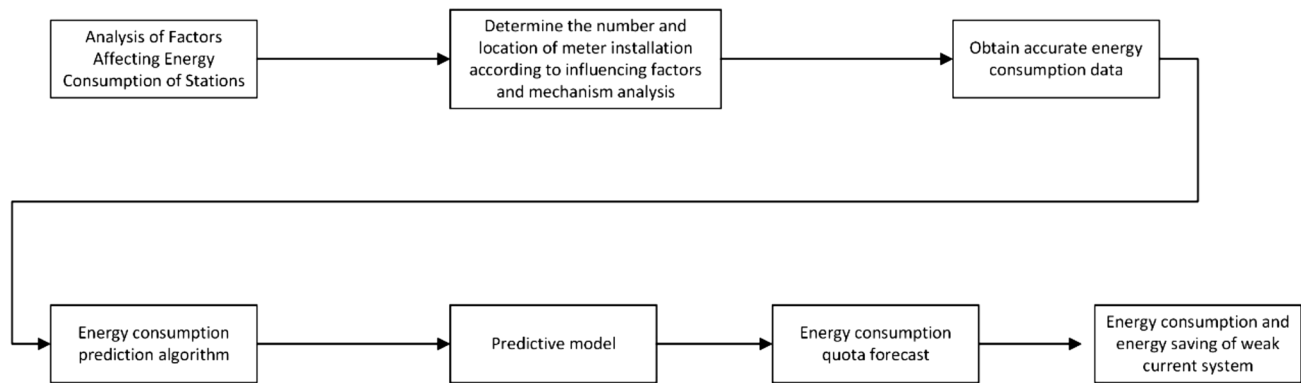 Analysis of Factors
Affecting Energy
Consumption of Stations
Determine the number and
location of meter installation
according to influencing factors
and mechanism analysis
Obtain accurate energy
consumption data
Energy consumption
prediction algorithm
Predictive model
Energy consumption
quota forecast
Energy consumption and
energy saving of weak
current system